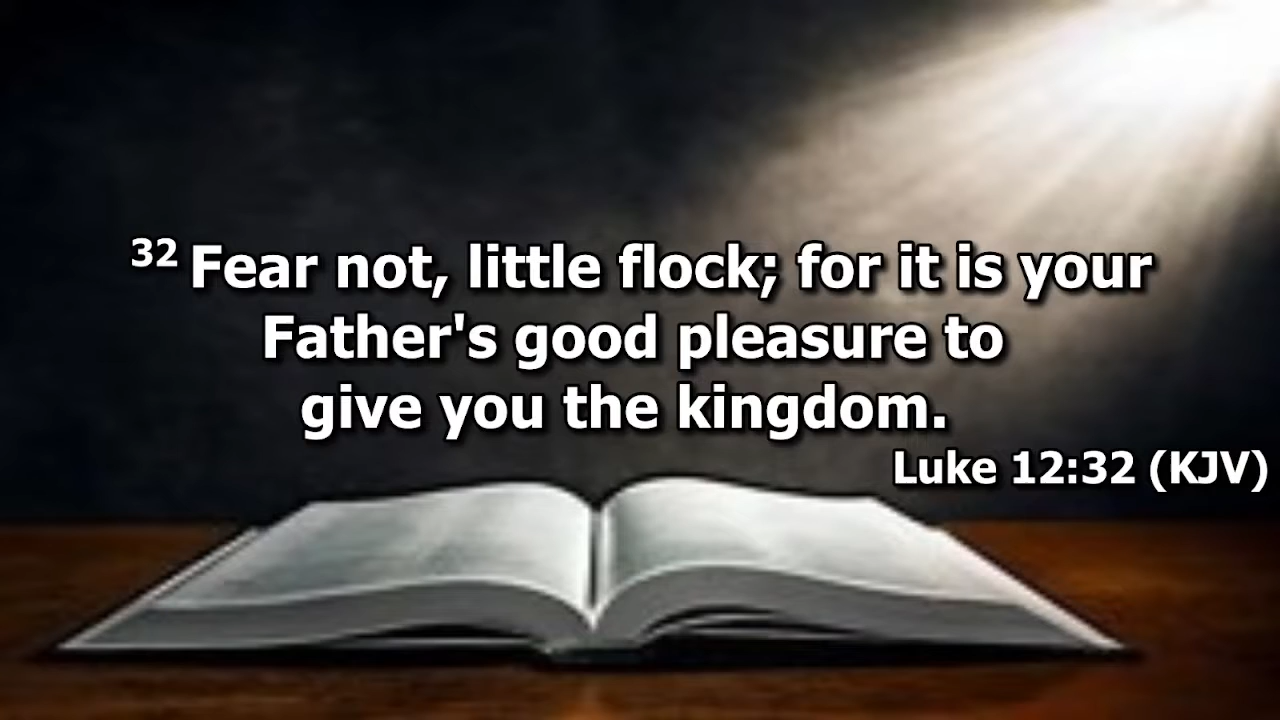 32 Fear not, little flock; for it is your
Father's good pleasure to
give you the kingdom.
Luke 12:32 (KJV)